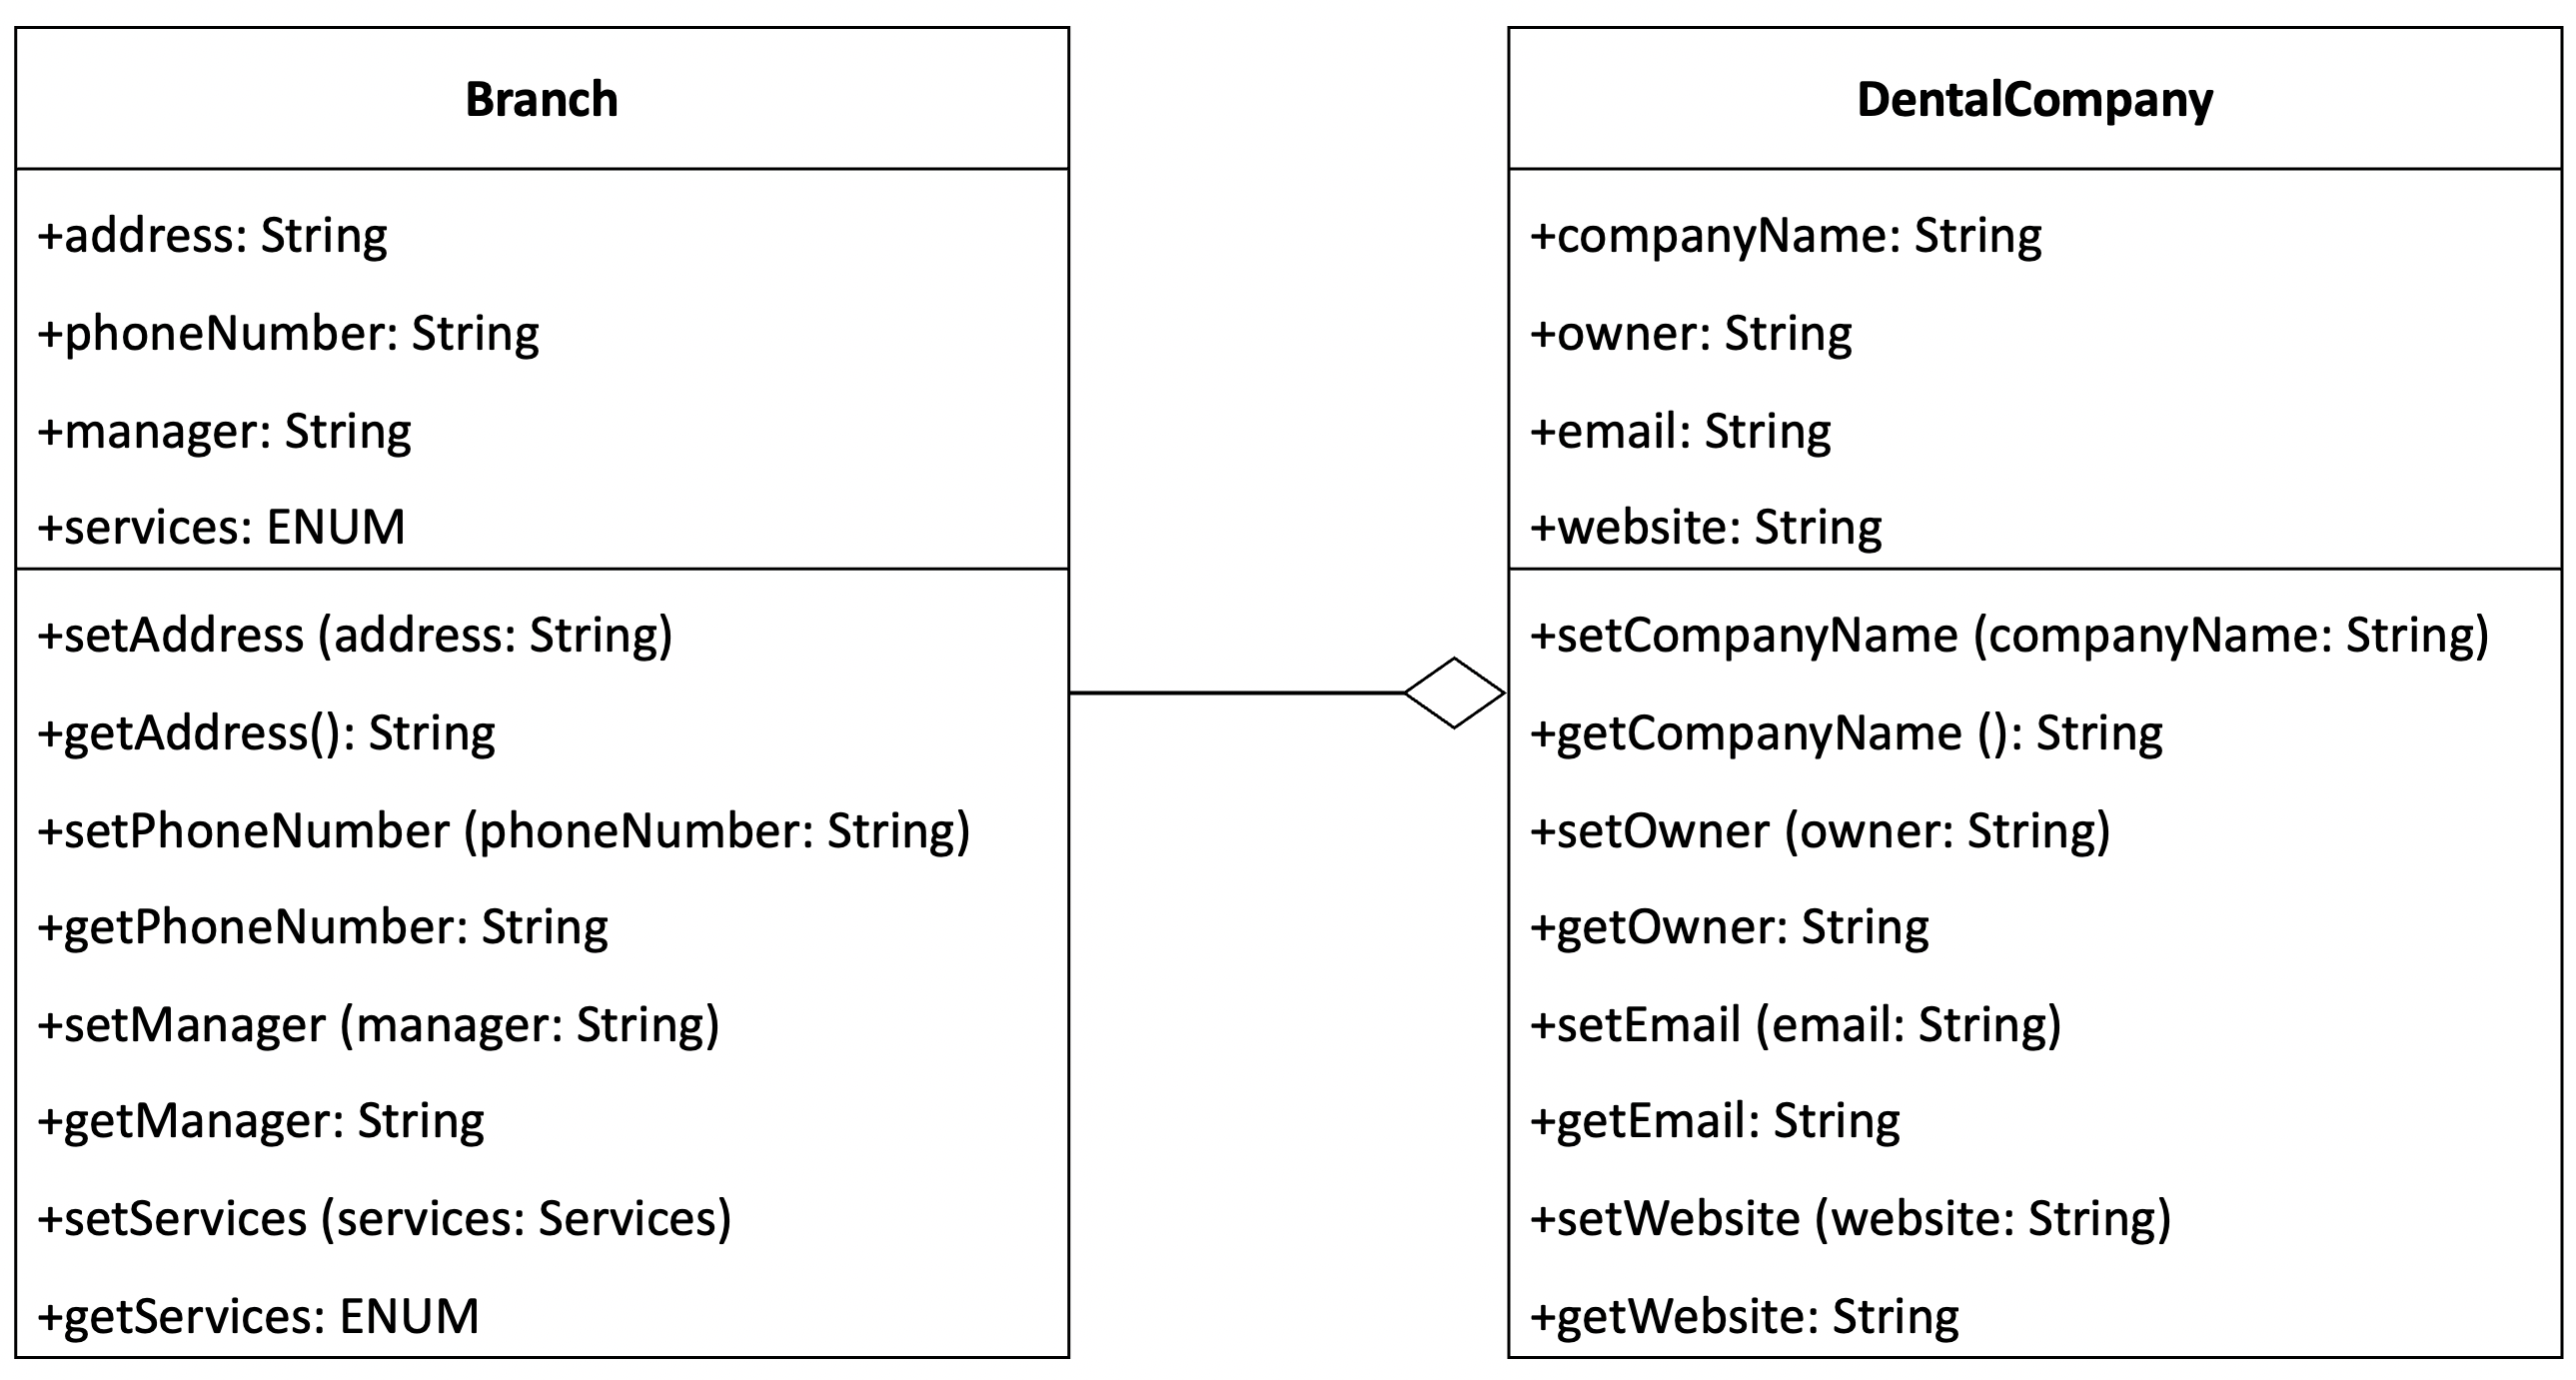 Branch
+address: String
+phoneNumber: String
+manager: String
+services: ENUM
+setAddress (address: String)
+getAddress(): String
+setPhoneNumber (phoneNumber: String)
+getPhoneNumber: String
+setManager (manager: String)
+getManager: String
+setServices (services: Services)
+getServices: ENUM
DentalCompany
+companyName: String
+owner: String
+email: String
+website: String
+setCompanyName (companyName: String)
+getCompanyName (): String
+setOwner (owner: String)
+getOwner: String
+setEmail (email: String)
+getEmail: String
+setWebsite (website: String)
+getWebsite: String